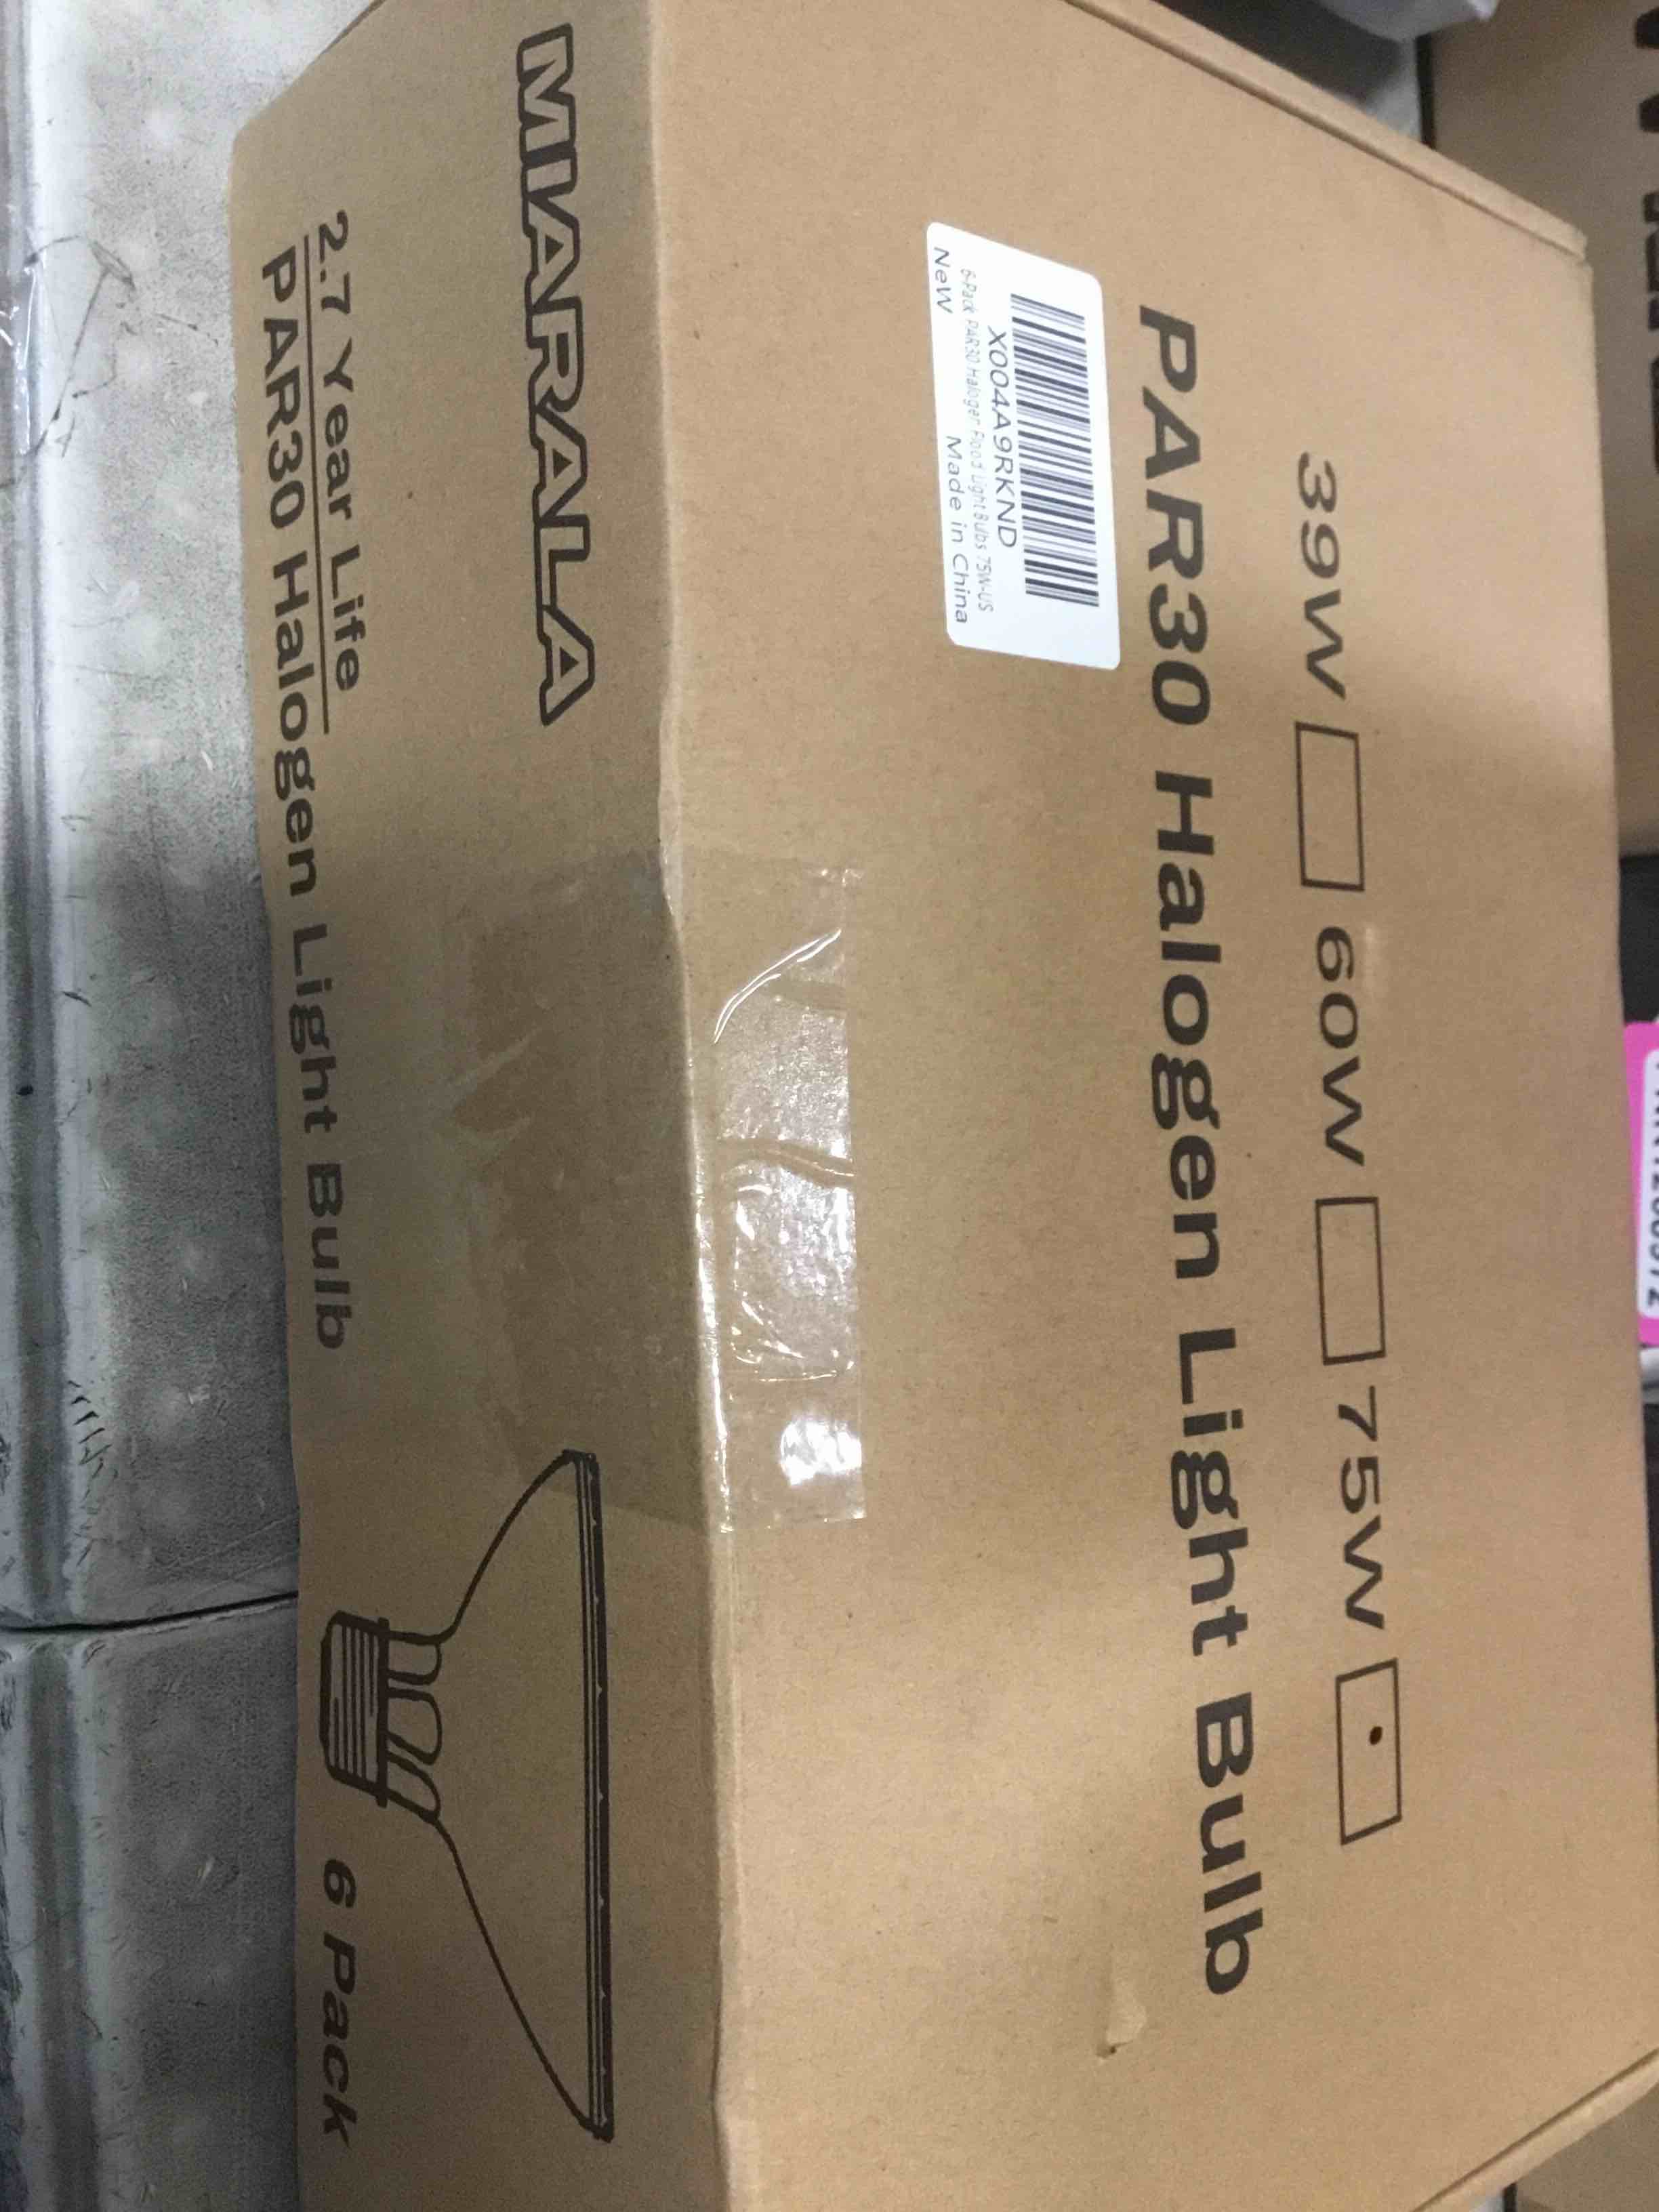 39W 60W 75W
PAR30 Halogen Light Bulb
X004A9RKND
6-Pack PAR30 Halogen Flood Light Bulbs 75W-US
NeW Made in China
MIARALA
2.7 Year Life
PAR30 Halogen Light Bulb
6 Pack